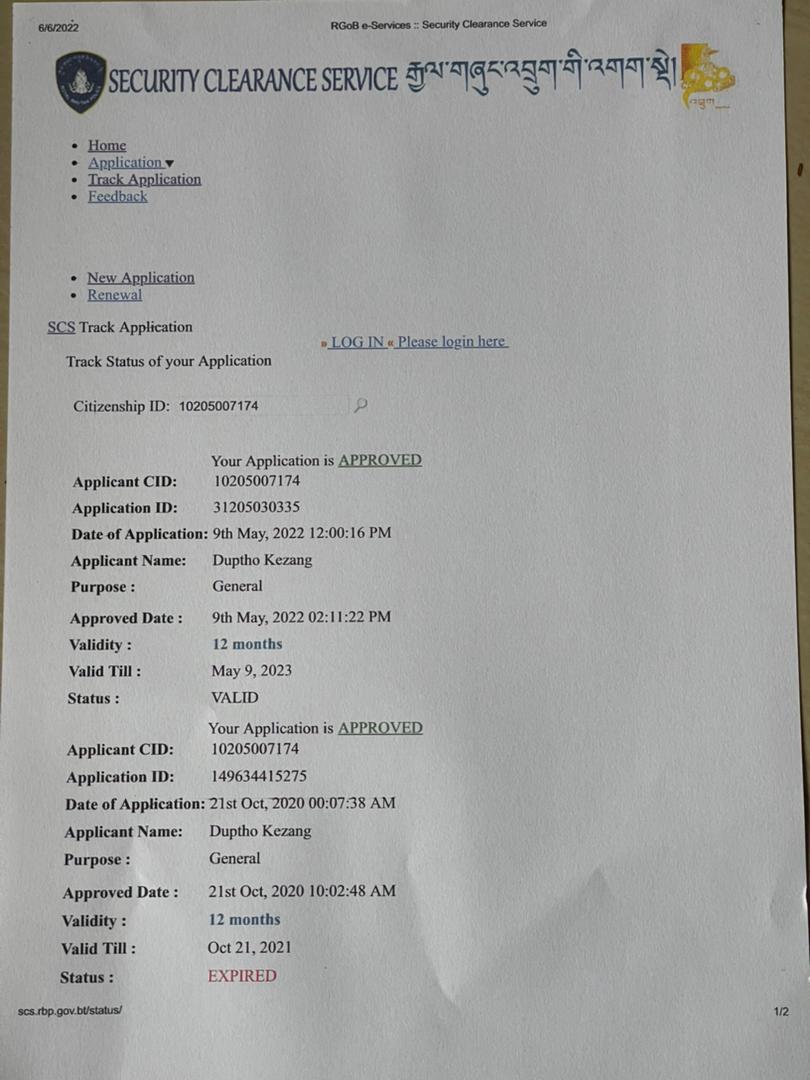 6/6/2022
RGoB e-Services :: Security Clearance Service
SECURITY CLEARANCE SERVICE རྒྱལ་གཞུང་འབྲུག་གི་འགག་སྡེ།
• Home
• Application ▾
• Track Application
• Feedback
• New Application
• Renewal
SCS Track Application
» LOG IN « Please login here
Track Status of your Application
Citizenship ID: 10205007174
Your Application is APPROVED
Applicant CID: 10205007174
Application ID: 31205030335
Date of Application: 9th May, 2022 12:00:16 PM
Applicant Name: Duptho Kezang
Purpose : General
Approved Date : 9th May, 2022 02:11:22 PM
Validity : 12 months
Valid Till : May 9, 2023
Status : VALID
Your Application is APPROVED
Applicant CID: 10205007174
Application ID: 149634415275
Date of Application: 21st Oct, 2020 00:07:38 AM
Applicant Name: Duptho Kezang
Purpose : General
Approved Date : 21st Oct, 2020 10:02:48 AM
Validity : 12 months
Valid Till : Oct 21, 2021
Status : EXPIRED
scs.rbp.gov.bt/status/
1/2